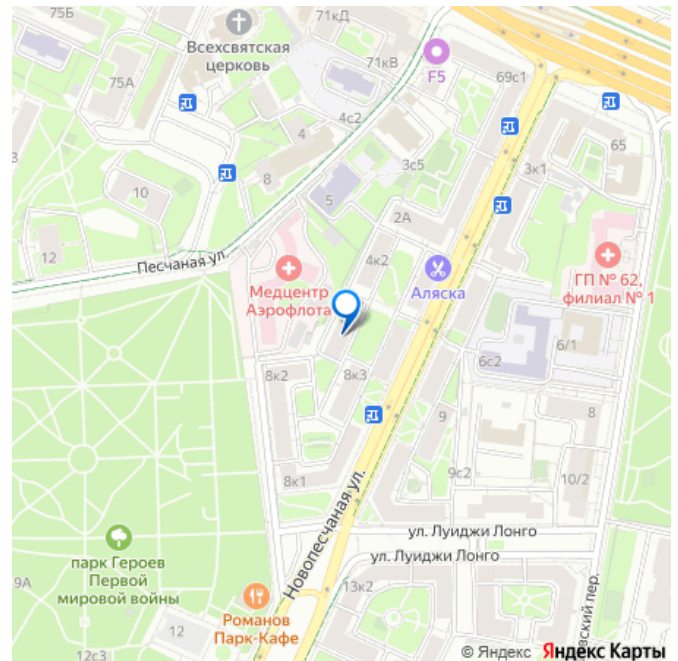 75Б
71кД
Всехсвятская
церковь
71кВ
F5
69с1
75А
4с2
4
65
3
3с5
3к1
8
10
5
2А
12
Песчаная ул.
4к2
Медцентр
Аэрофлота
Аляска
ГП № 62,
филиал № 1
6/1
6с2
8к2
8к3
8
9
8к1
9с2
10/2
Новопесчаная ул.
ул. Луиджи Лонго
ул. Луиджи Лонго
парк Героев
Первой
мировой войны
9А
13к2
Романов
Парк-Кафе
12
12с3
вский пер.
© Яндекс Яндекс Карты